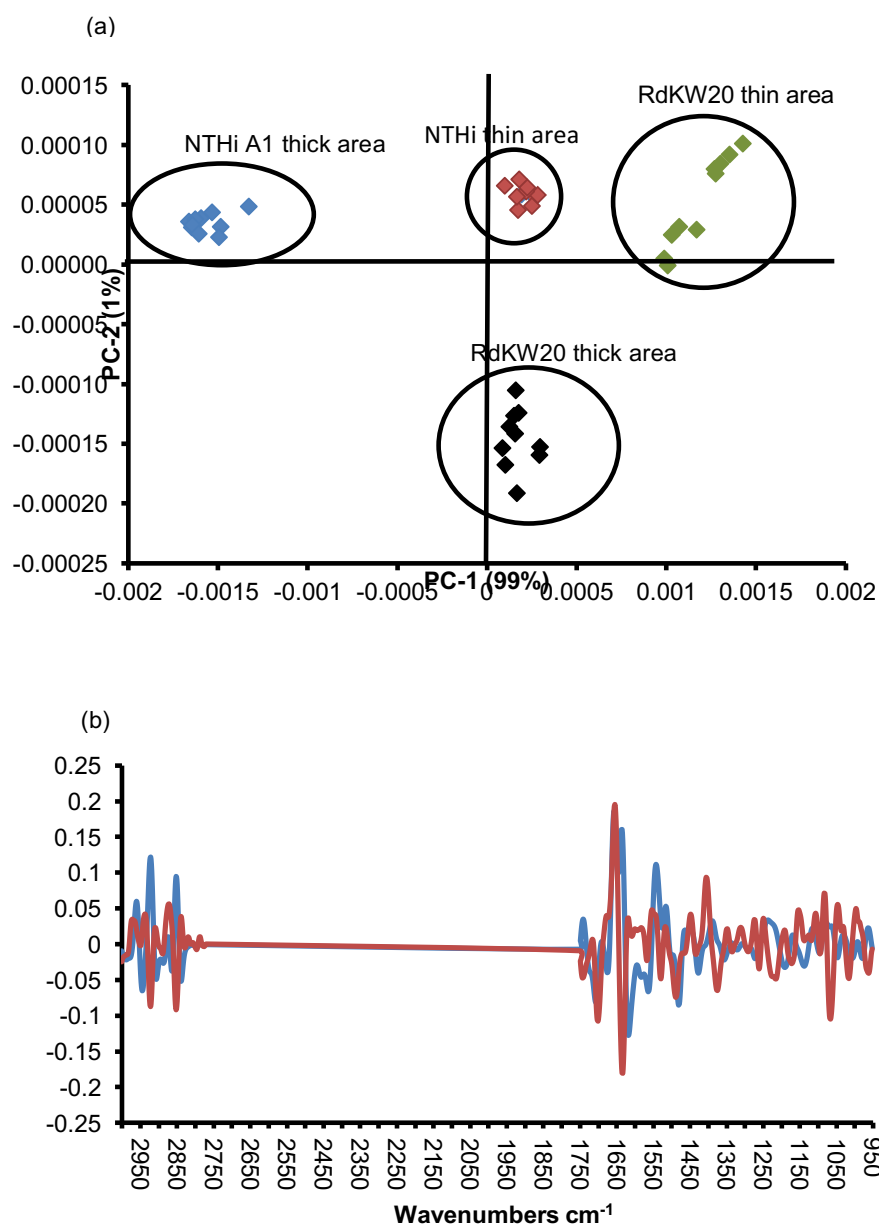 (a)
0.00015
0.00010
0.00005
0.00000
-0.00005
-0.00010
-0.00015
-0.00020
-0.00025
PC-2 (1%)
NTHi A1 thick area
NTHi thin area
RdKW20 thin area
RdKW20 thick area
-0.002 -0.0015 -0.001 -0.0005 0 0.0005 0.001 0.0015 0.002
PC-1 (99%)
(b)
0.25
0.2
0.15
0.1
0.05
0
-0.05
-0.1
-0.15
-0.2
-0.25
2950 2850 2750 2650 2550 2450 2350 2250 2150 2050 1950 1850 1750 1650 1550 1450 1350 1250 1150 1050 950
Wavenumbers cm⁻¹